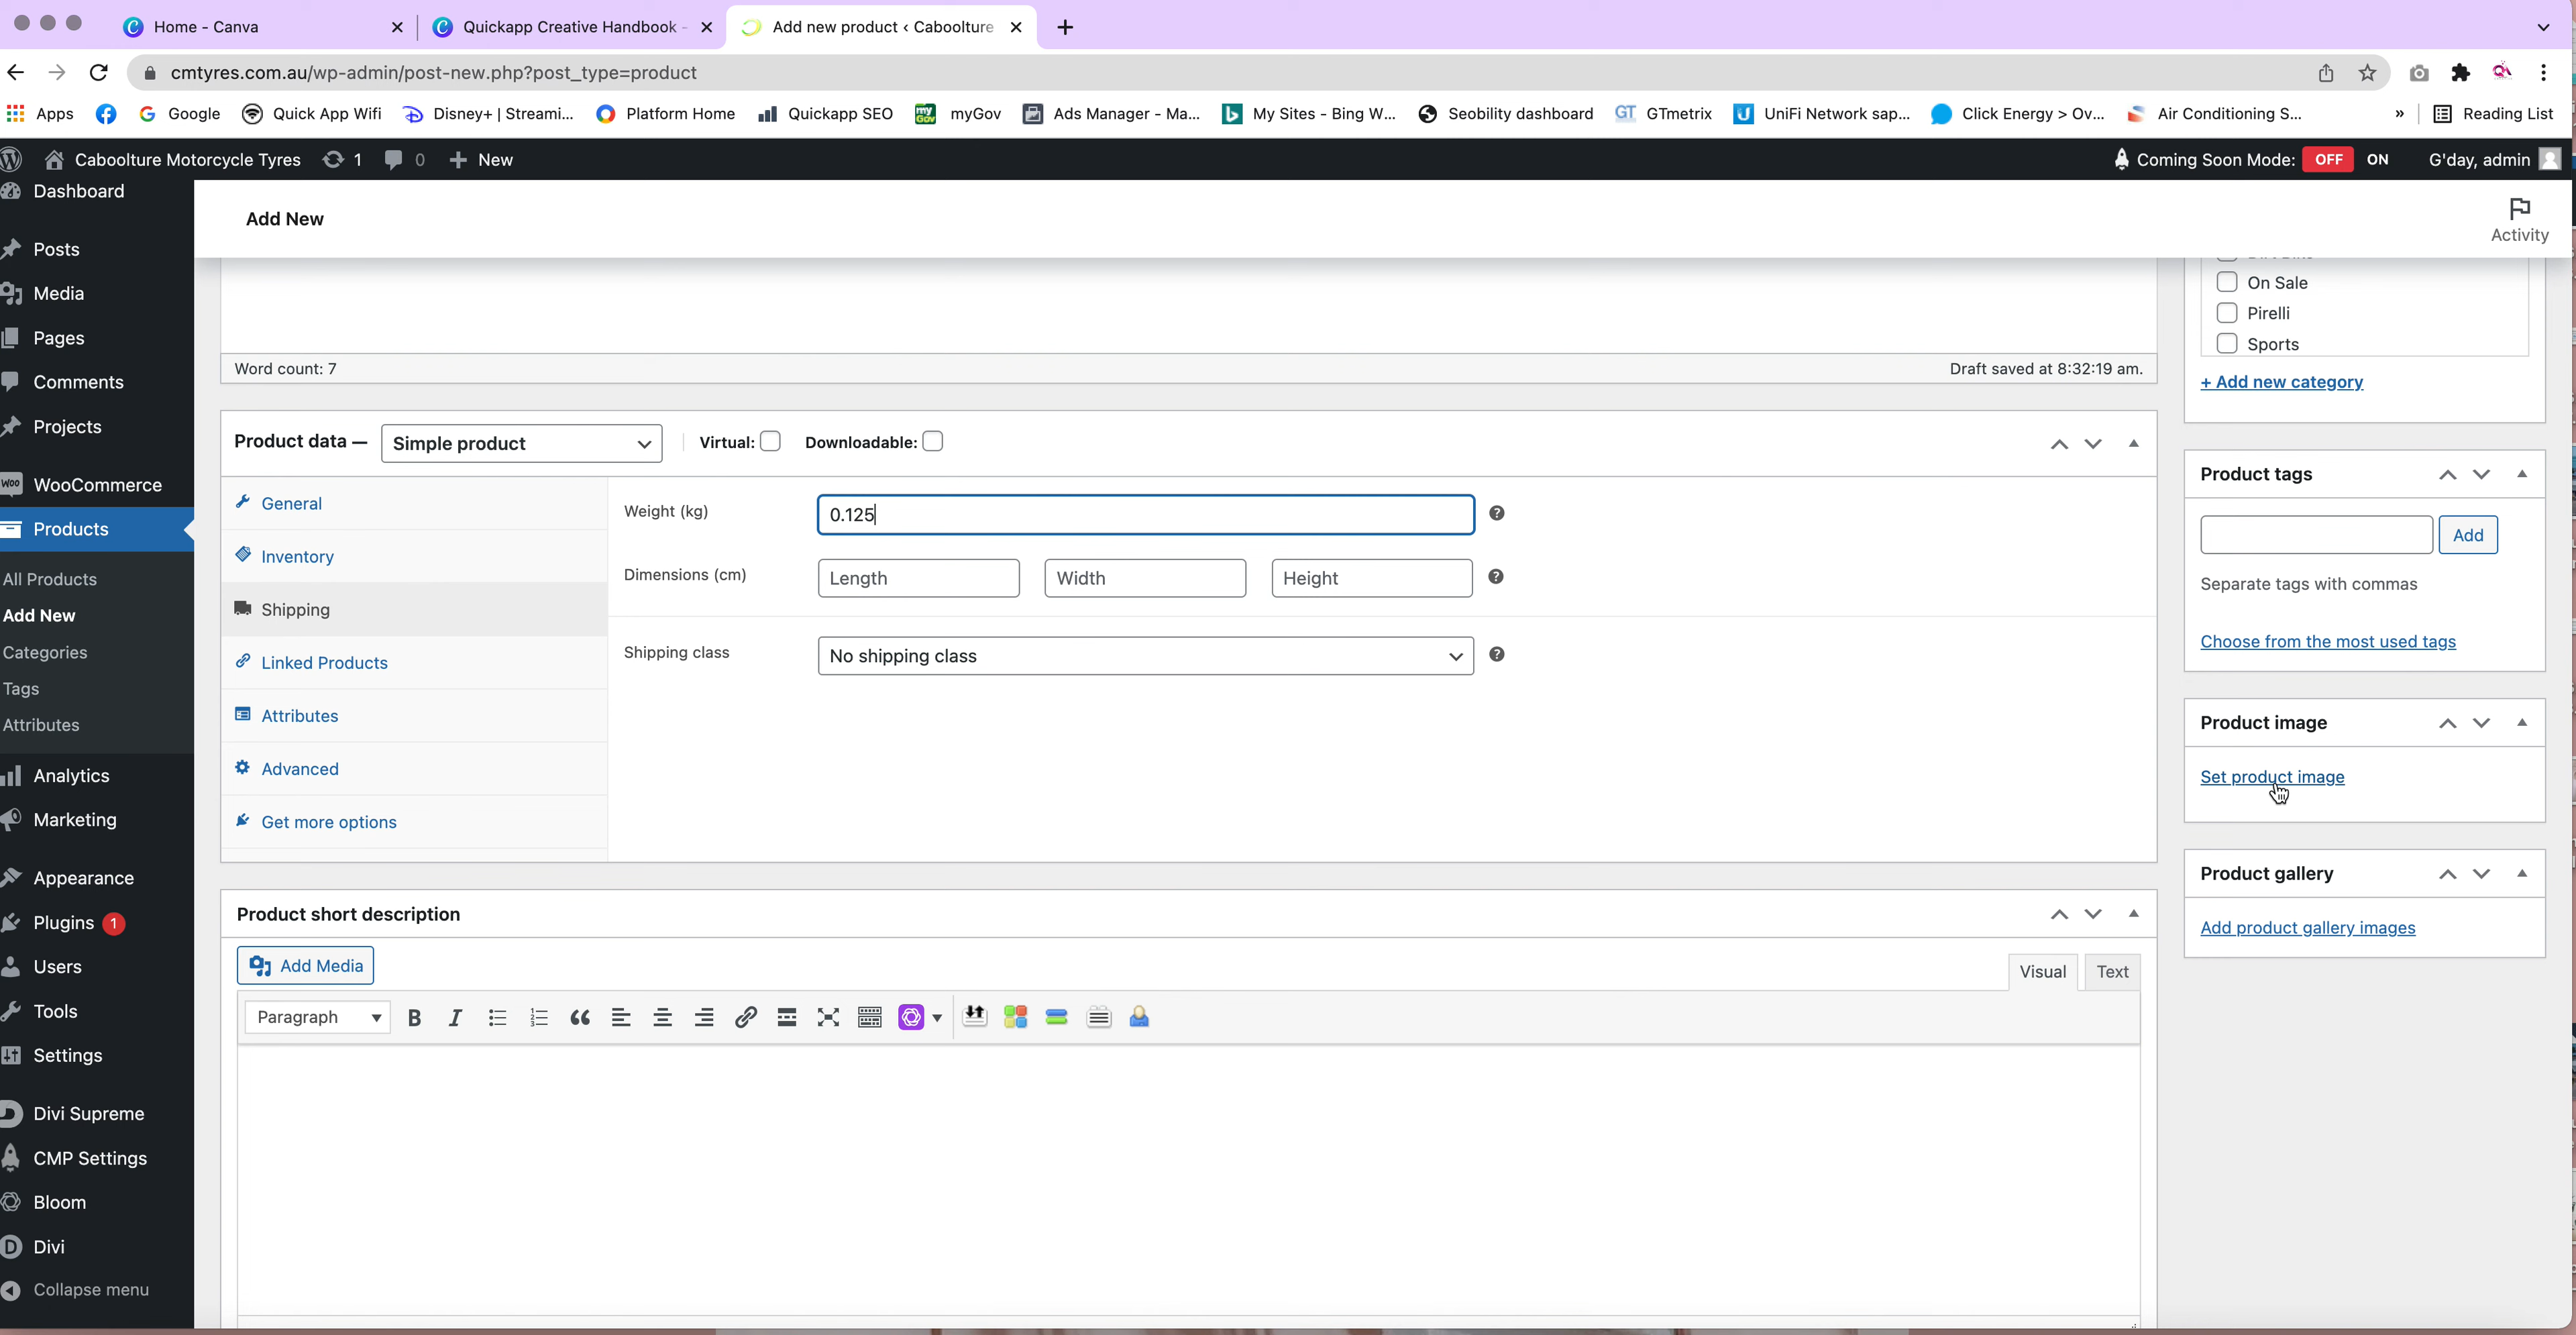 Home - Canva
Quickapp Creative Handbook -
Add new product ‹ Caboolture
cmtyres.com.au/wp-admin/post-new.php?post_type=product
Apps
Google
Quick App Wifi
Disney+ | Streami...
Platform Home
Quickapp SEO
my Gov
myGov
Ads Manager - Ma...
My Sites - Bing W...
Seobility dashboard
GT
GTmetrix
UniFi Network sap...
Click Energy > Ov...
Air Conditioning S...
»
Reading List
Caboolture Motorcycle Tyres
1
0
New
Coming Soon Mode: OFF ON
G'day, admin
Dashboard
Posts
Media
Pages
Comments
Projects
WooCommerce
Products
All Products
Add New
Categories
Tags
Attributes
Analytics
Marketing
Appearance
Plugins 1
Users
Tools
Settings
Divi Supreme
CMP Settings
Bloom
Divi
Collapse menu
Add New
Activity
Word count: 7
Draft saved at 8:32:19 am.
Product data —
Simple product
Virtual:
Downloadable:
General
Inventory
Shipping
Linked Products
Attributes
Advanced
Get more options
Weight (kg)
0.125
Dimensions (cm)
Length
Width
Height
Shipping class
No shipping class
Product short description
Add Media
Visual
Text
Paragraph
On Sale
Pirelli
Sports
+ Add new category
Product tags
Add
Separate tags with commas
Choose from the most used tags
Product image
Set product image
Product gallery
Add product gallery images